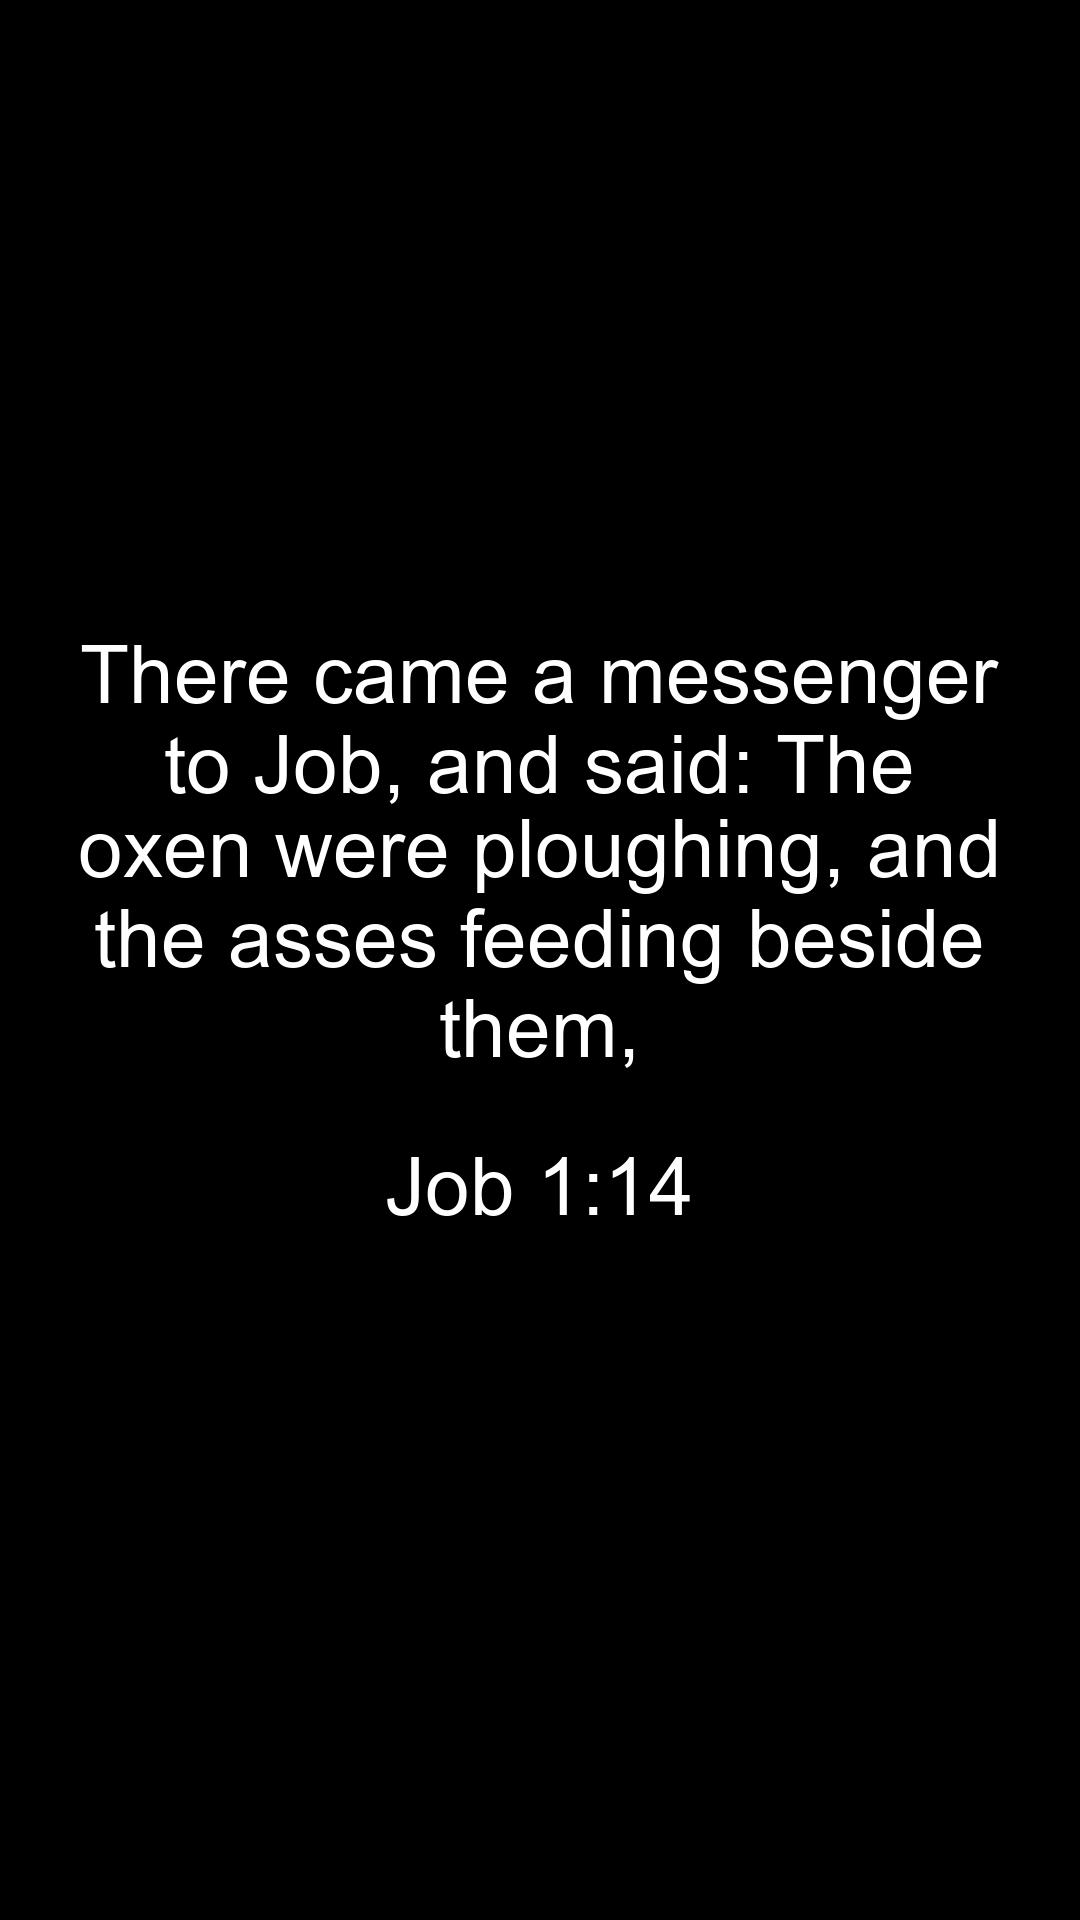 There came a messenger
to Job, and said: The
oxen were ploughing, and
the asses feeding beside
them,
Job 1:14